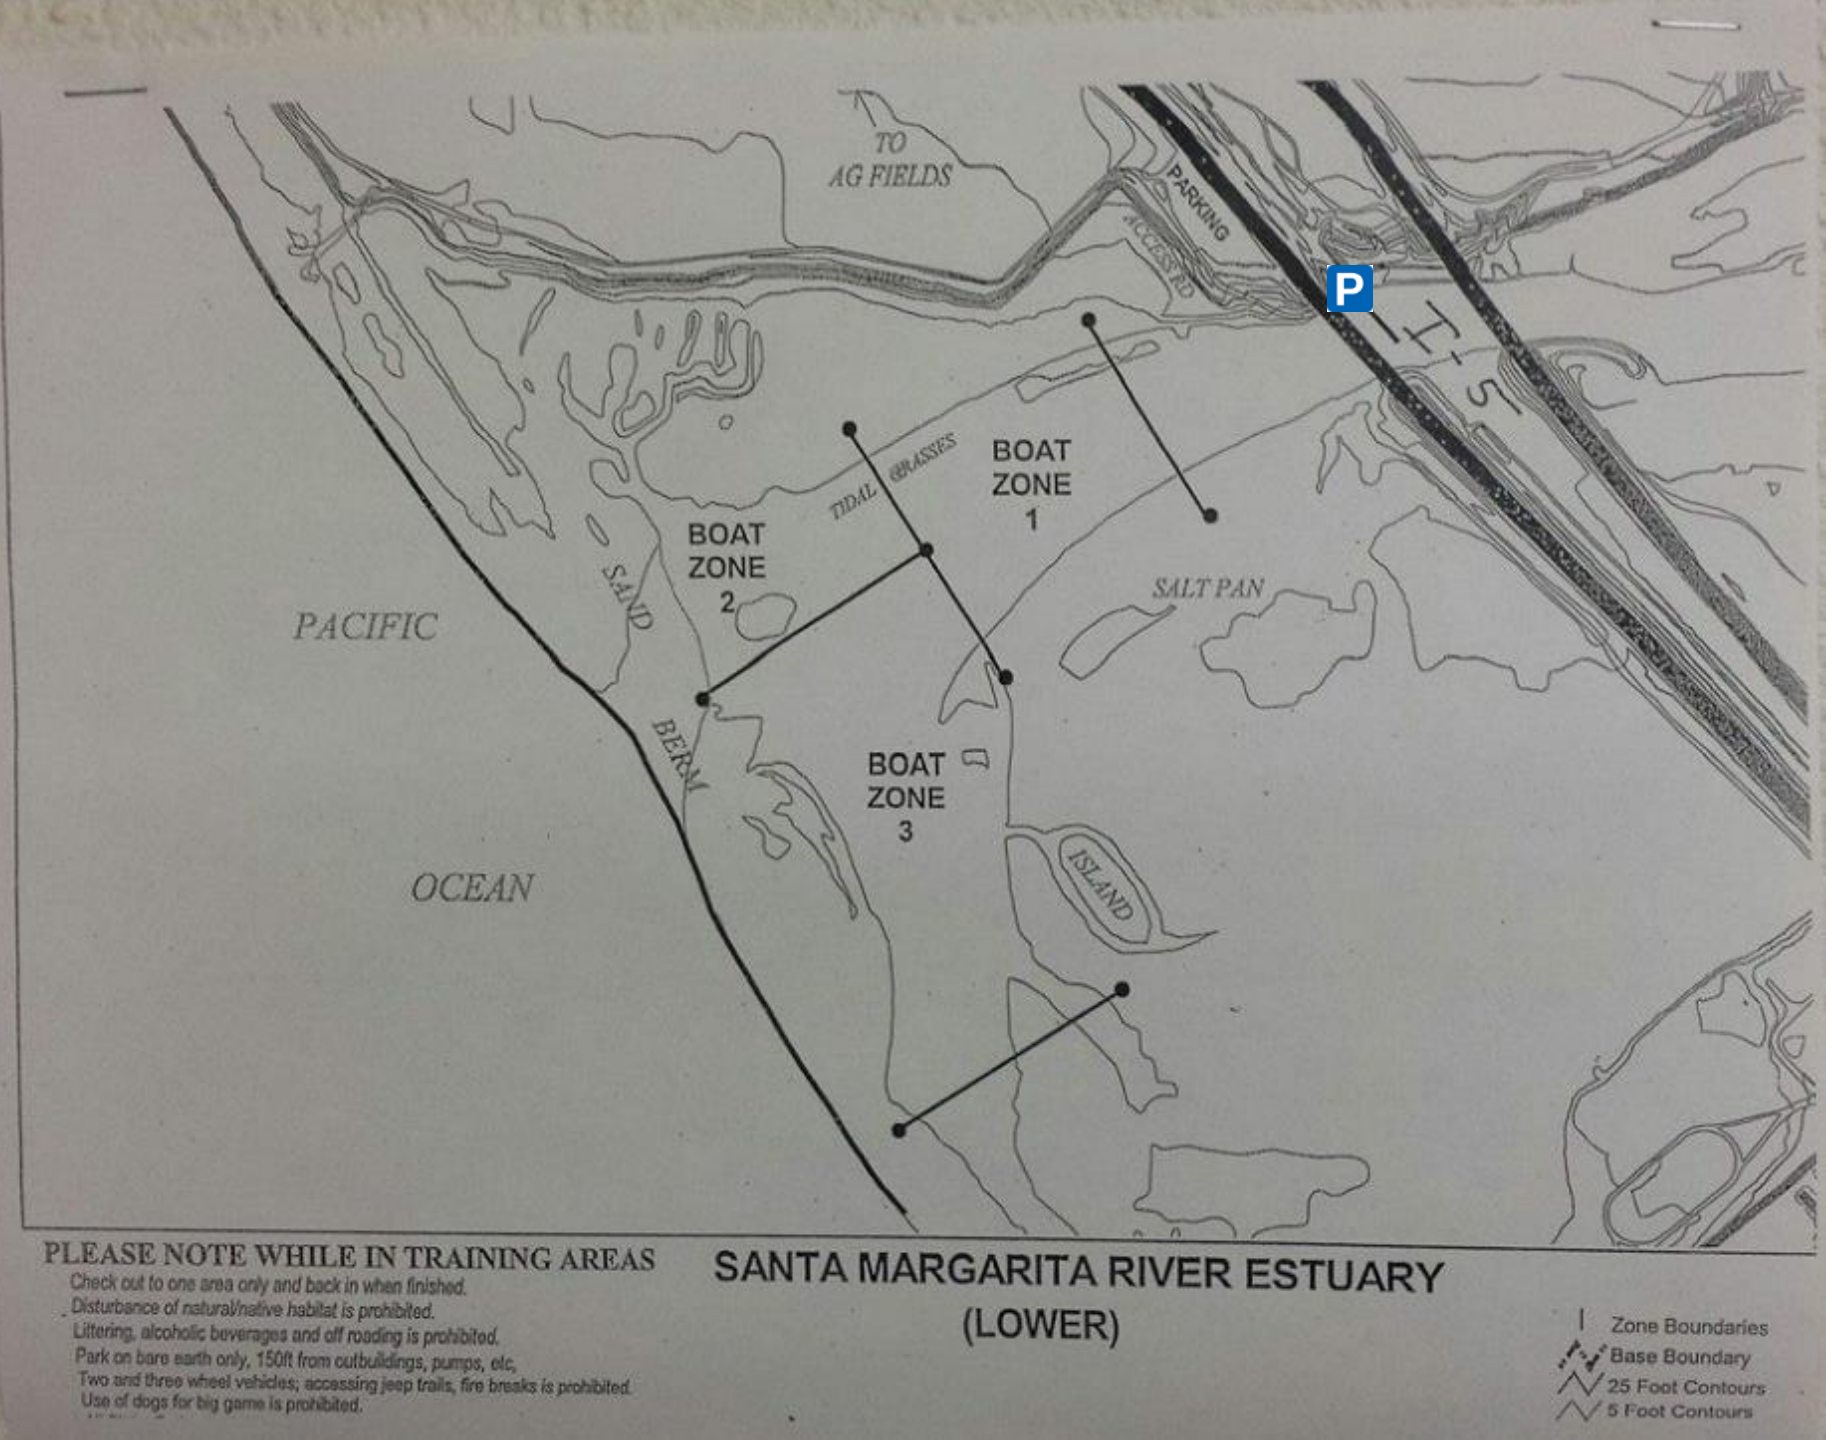 TO
AG FIELDS
PARKING
ACCESS RD
P
I-5
BOAT
ZONE
1
TIDAL GRASSES
BOAT
ZONE
2
SAND
SALT PAN
PACIFIC
BERM
BOAT
ZONE
3
ISLAND
OCEAN
PLEASE NOTE WHILE IN TRAINING AREAS
Check out to one area only and back in when finished.
Disturbance of natural/native habitat is prohibited.
Littering, alcoholic beverages and off roading is prohibited.
Park on bare earth only, 150ft from outbuildings, pumps, etc,
Two and three wheel vehicles; accessing jeep trails, fire breaks is prohibited.
Use of dogs for big game is prohibited.
SANTA MARGARITA RIVER ESTUARY
(LOWER)
Zone Boundaries
Base Boundary
25 Foot Contours
5 Foot Contours